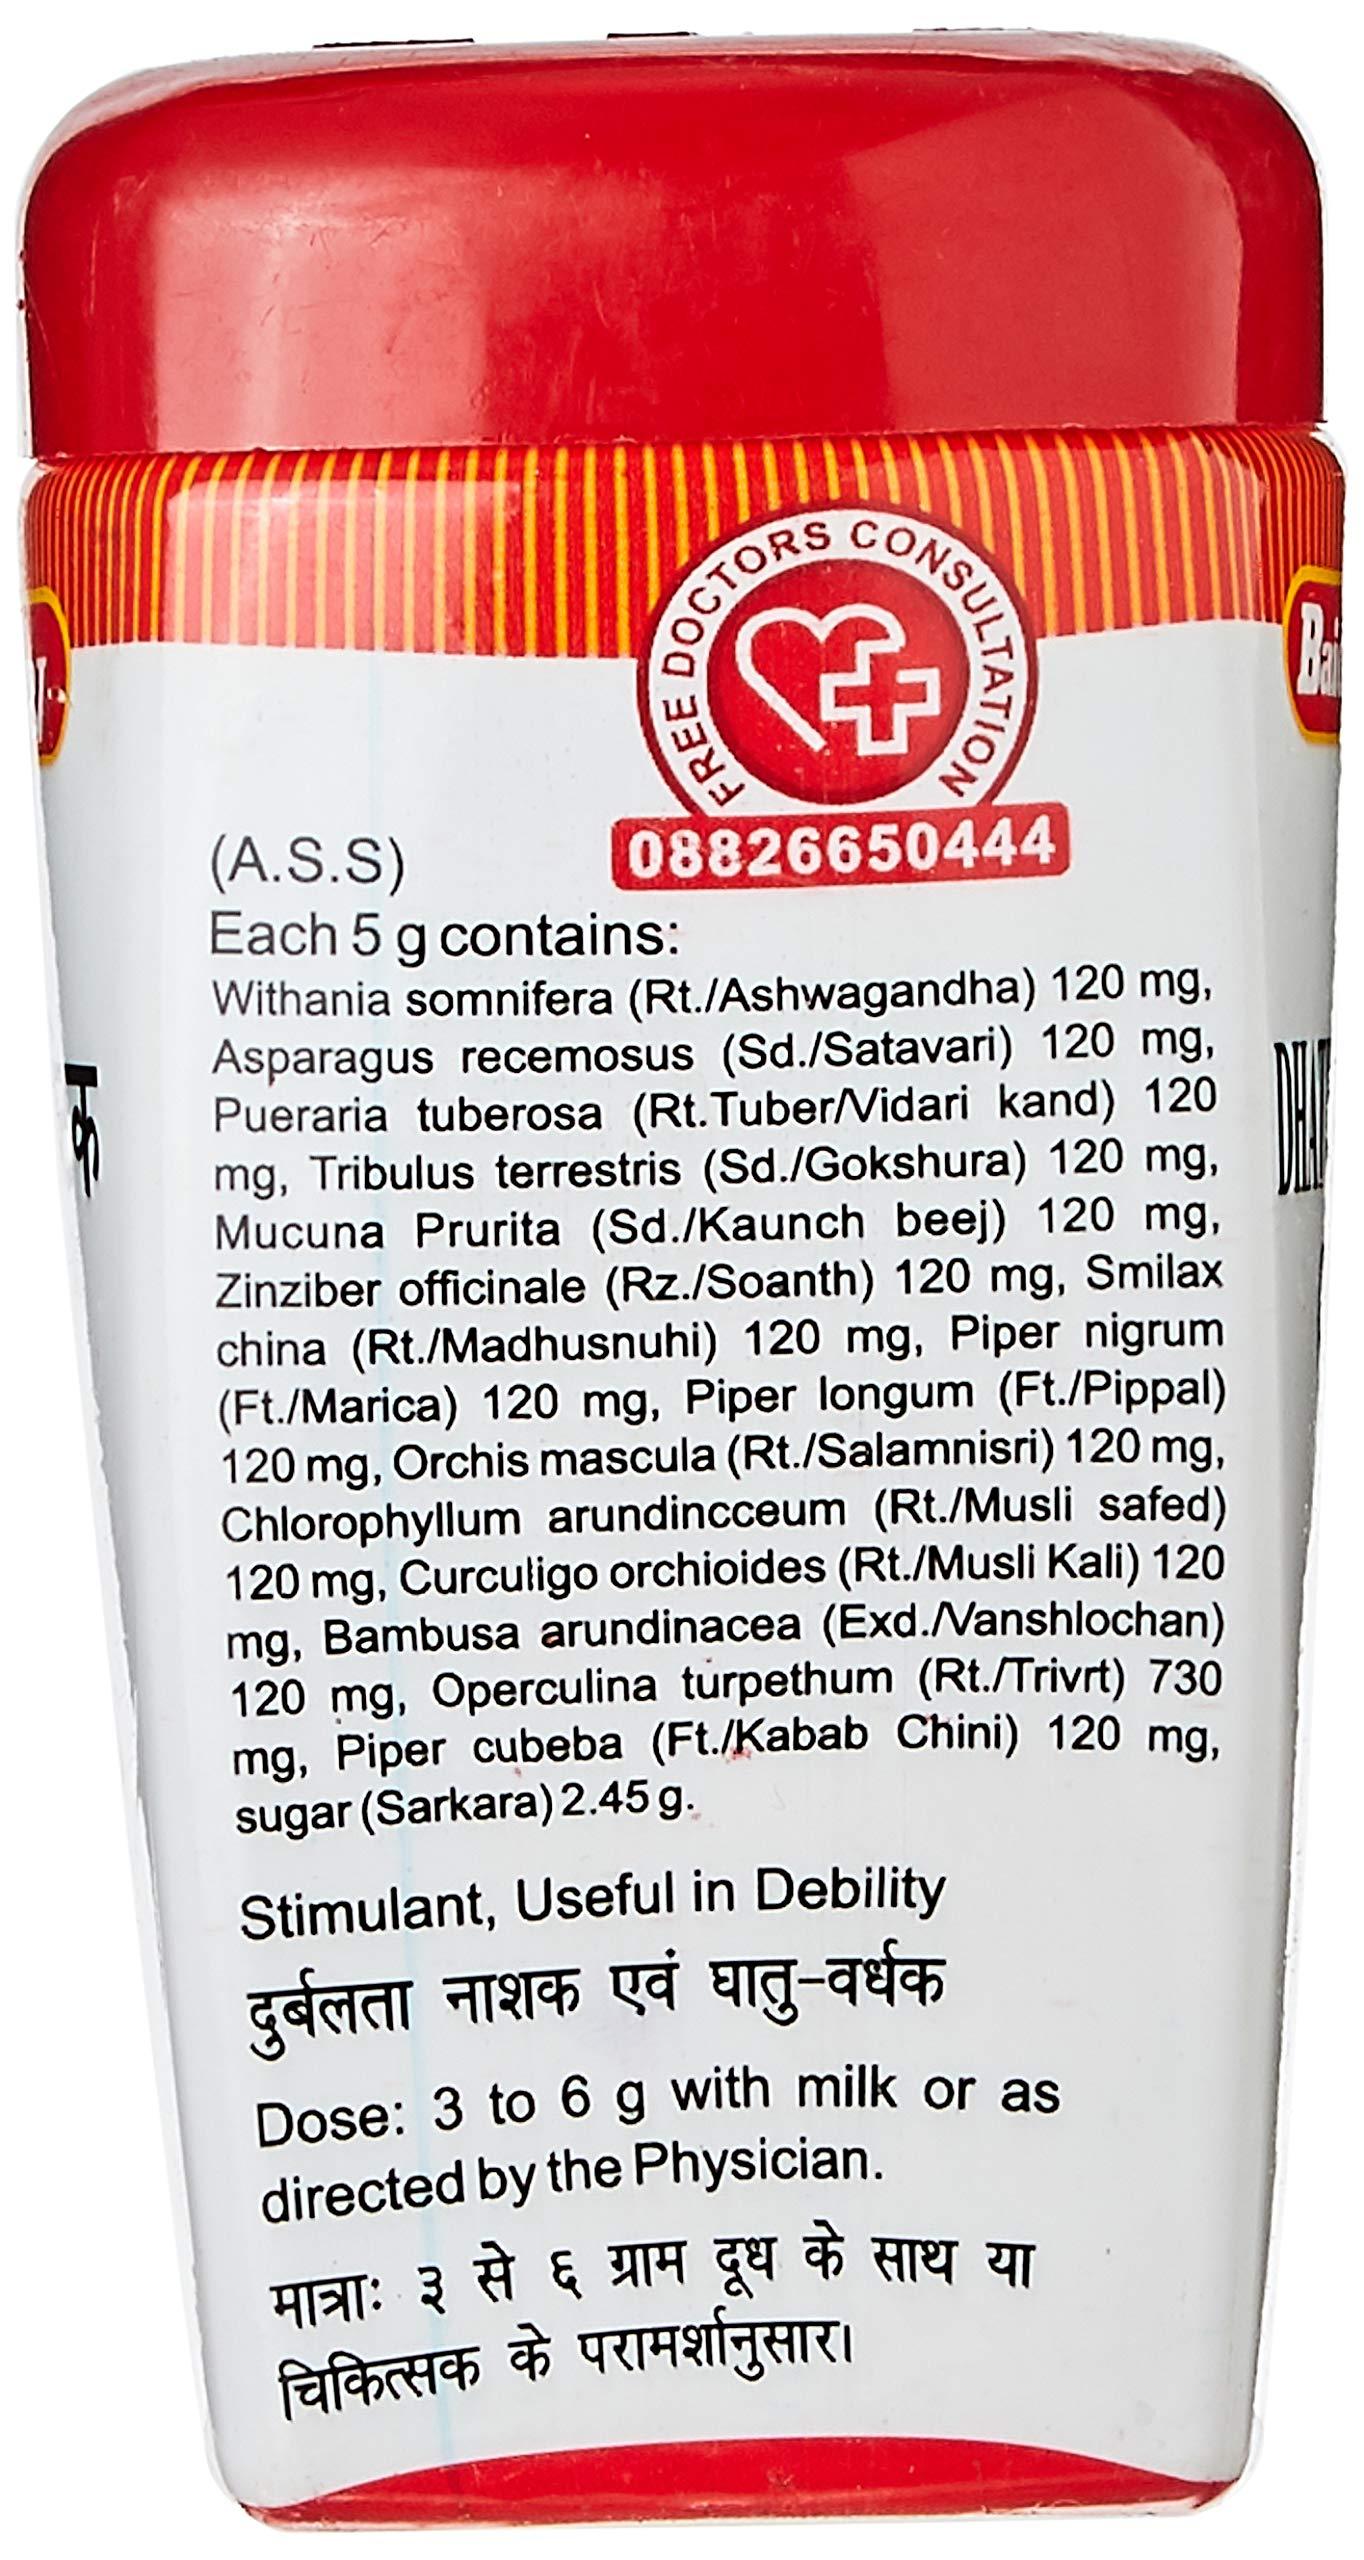 FREE DOCTORS CONSULTATION
08826650444
(A.S.S)
Each 5 g contains:
Withania somnifera (Rt./Ashwagandha) 120 mg,
Asparagus recemosus (Sd./Satavari) 120 mg,
Pueraria tuberosa (Rt.Tuber/Vidari kand) 120
mg, Tribulus terrestris (Sd./Gokshura) 120 mg,
Mucuna Prurita (Sd./Kaunch beej) 120 mg,
Zinziber officinale (Rz./Soanth) 120 mg, Smilax
china (Rt./Madhusnuhi) 120 mg, Piper nigrum
(Ft./Marica) 120 mg, Piper longum (Ft./Pippal)
120 mg, Orchis mascula (Rt./Salamnisri) 120 mg,
Chlorophyllum arundincceum (Rt./Musli safed)
120 mg, Curculigo orchioides (Rt./Musli Kali) 120
mg, Bambusa arundinacea (Exd./Vanshlochan)
120 mg, Operculina turpethum (Rt./Trivrt) 730
mg, Piper cubeba (Ft./Kabab Chini) 120 mg,
sugar (Sarkara) 2.45 g.
Stimulant, Useful in Debility
दुर्बलता नाशक एवं घातु-वर्धक
Dose: 3 to 6 g with milk or as
directed by the Physician.
मात्राः ३ से ६ ग्राम दूध के साथ या
चिकित्सक के परामर्शानुसार।